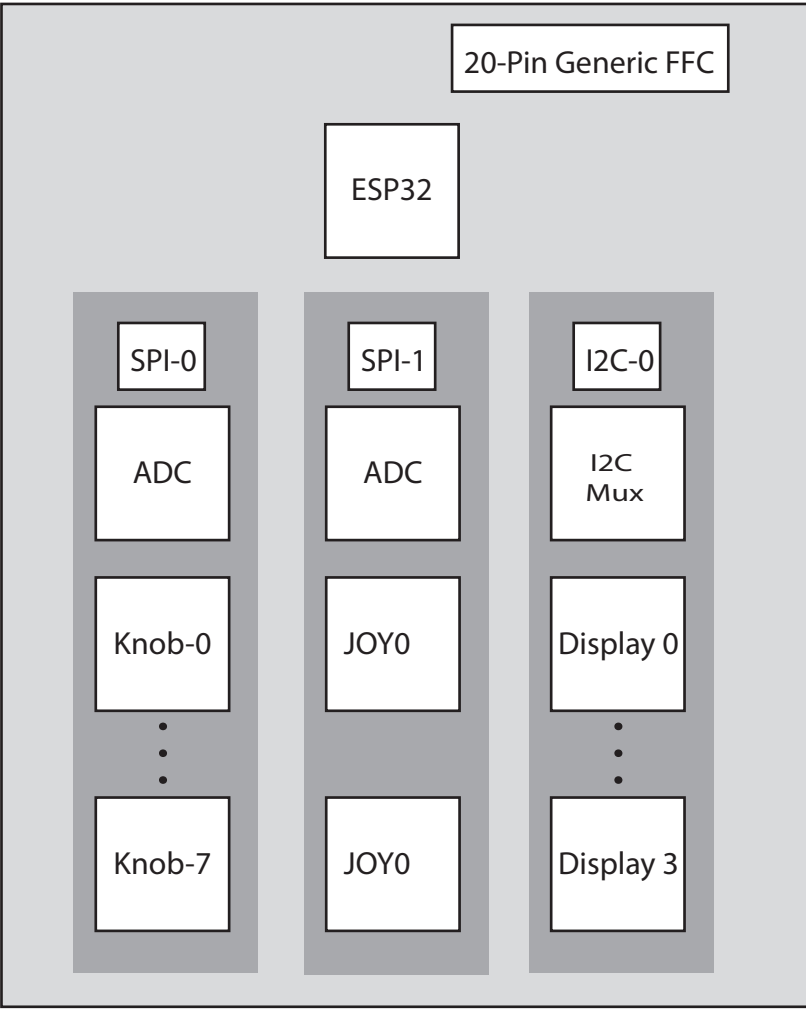 20-Pin Generic FFC
ESP32
SPI-0
ADC
Knob-0
Knob-7
SPI-1
ADC
JOY0
JOY0
I2C-0
I2C
Mux
Display 0
Display 3